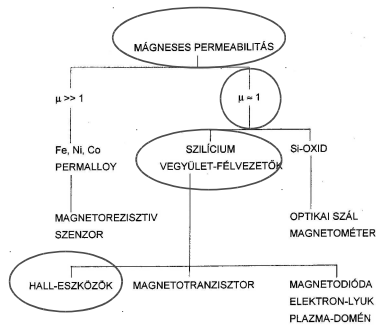 MÁGNESES PERMEABILITÁS
μ >> 1
μ = 1
Fe, Ni, Co
PERMALLOY
SZILÍCIUM
VEGYÜLET-FÉLVEZETŐK
Si-OXID
MAGNETOREZISZTIV
SZENZOR
OPTIKAI SZÁL
MAGNETOMÉTER
HALL-ESZKÖZÖK
MAGNETOTRANZISZTOR
MAGNETODIÓDA
ELEKTRON-LYUK
PLAZMA-DOMÉN